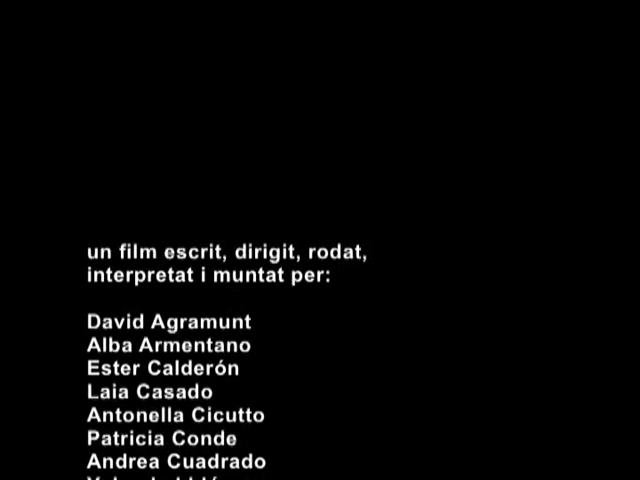 un film escrit, dirigit, rodat,
interpretat i muntat per:
David Agramunt
Alba Armentano
Ester Calderón
Laia Casado
Antonella Cicutto
Patricia Conde
Andrea Cuadrado